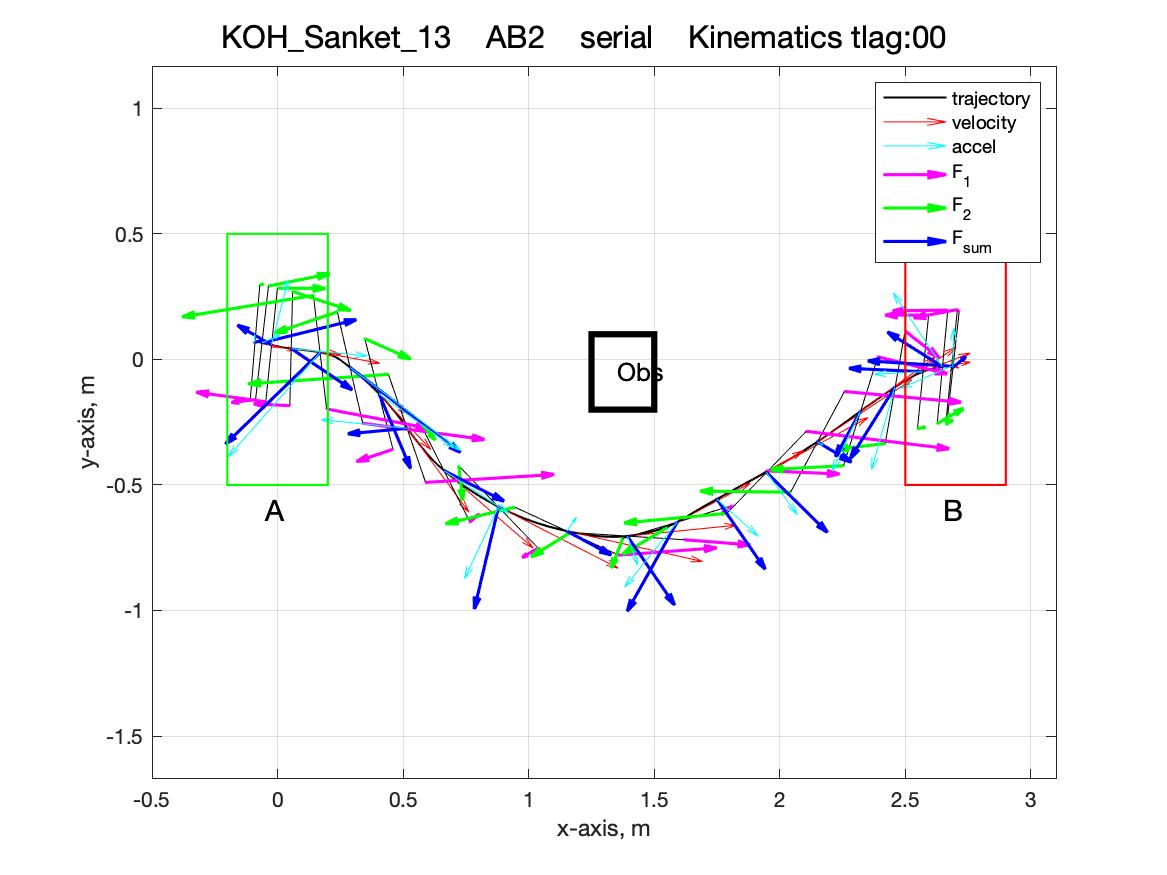 KOH_Sanket_13 AB2 serial Kinematics tlag:00
trajectory
velocity
accel
F1
F2
Fsum
1
0.5
0
-0.5
-1
-1.5
y-axis, m
Obs
A
B
-0.5 0 0.5 1 1.5 2 2.5 3
x-axis, m